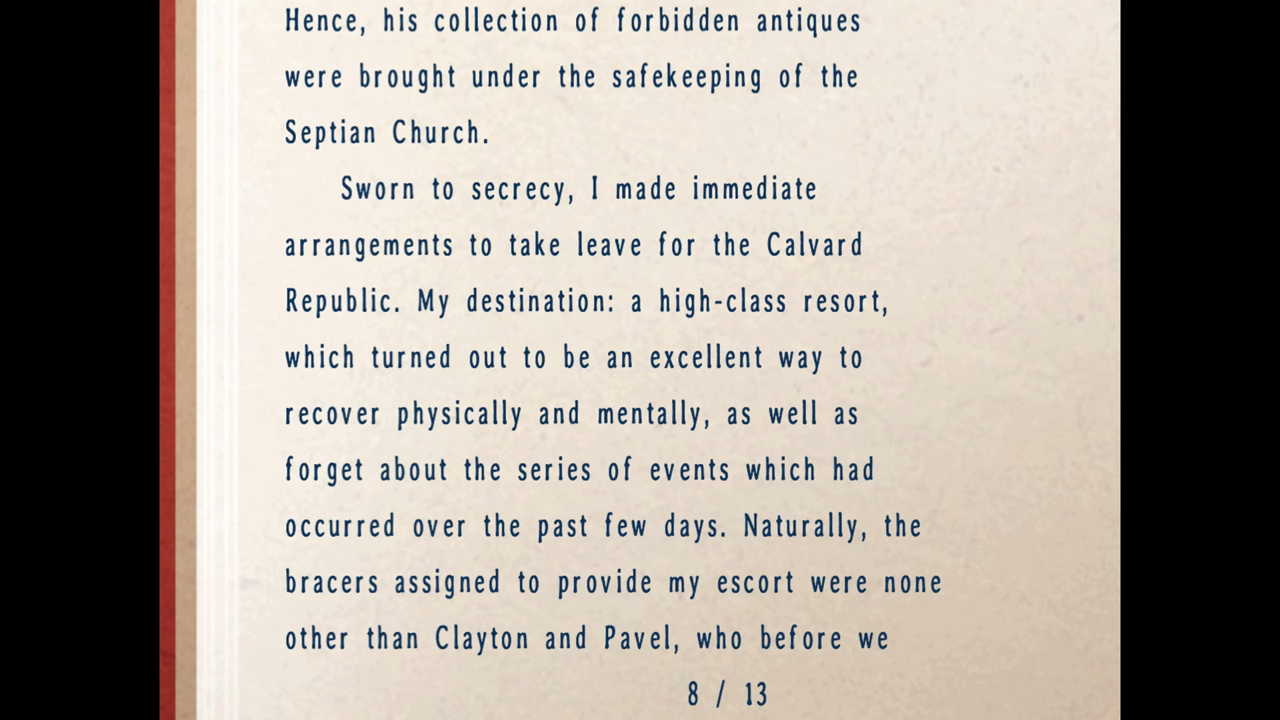 Hence, his collection of forbidden antiques
were brought under the safekeeping of the
Septian Church.
Sworn to secrecy, I made immediate
arrangements to take leave for the Calvard
Republic. My destination: a high-class resort,
which turned out to be an excellent way to
recover physically and mentally, as well as
forget about the series of events which had
occurred over the past few days. Naturally, the
bracers assigned to provide my escort were none
other than Clayton and Pavel, who before we
8 / 13